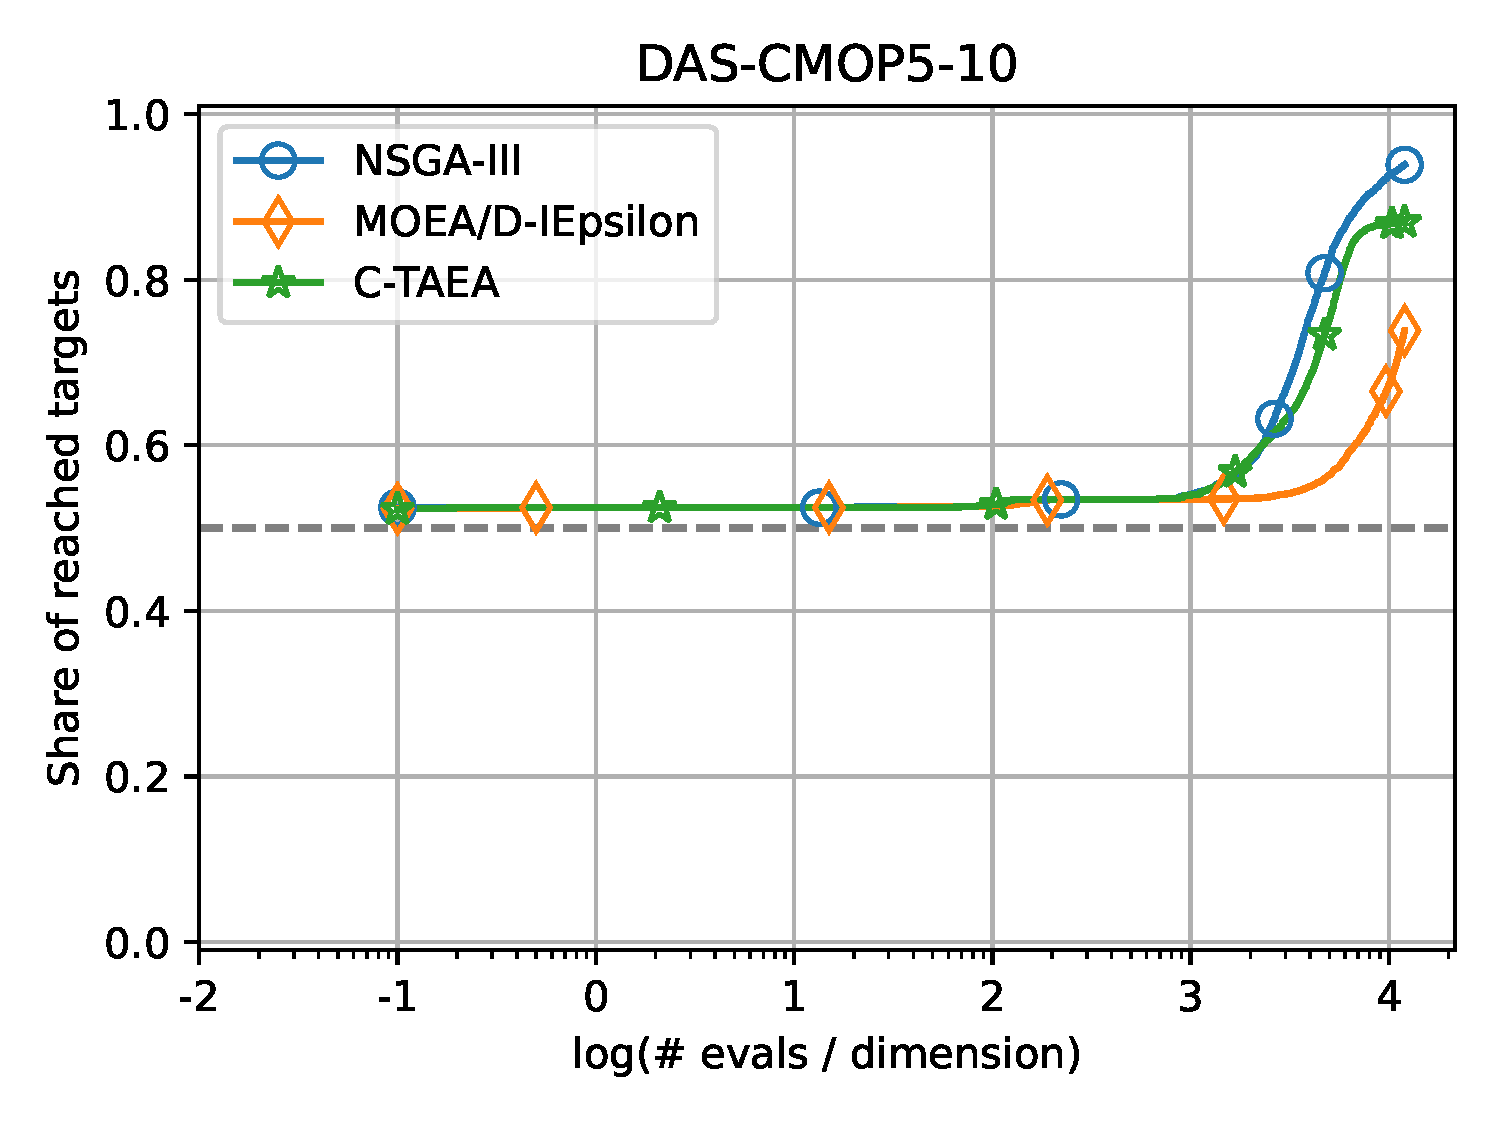 DAS-CMOP5-10
1.0
0.8
0.6
0.4
0.2
0.0
Share of reached targets
NSGA-III
MOEA/D-IEpsilon
C-TAEA
-2 -1 0 1 2 3 4
log(# evals / dimension)